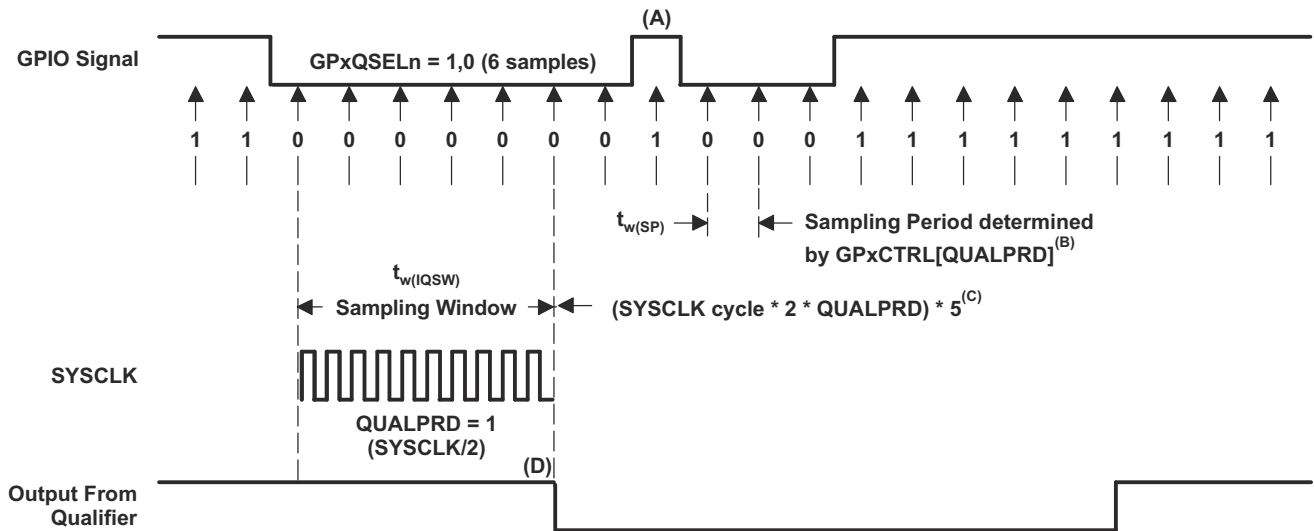 (A)
GPIO Signal
GPxQSELn = 1,0 (6 samples)
1 1 0 0 0 0 0 0 0 1 0 0 0 1 1 1 1 1 1 1 1 1
tw(SP)
Sampling Period determined
by GPxCTRL[QUALPRD](B)
tw(IQSW)
Sampling Window
(SYSCLK cycle * 2 * QUALPRD) * 5(C)
SYSCLK
QUALPRD = 1
(SYSCLK/2)
(D)
Output From
Qualifier